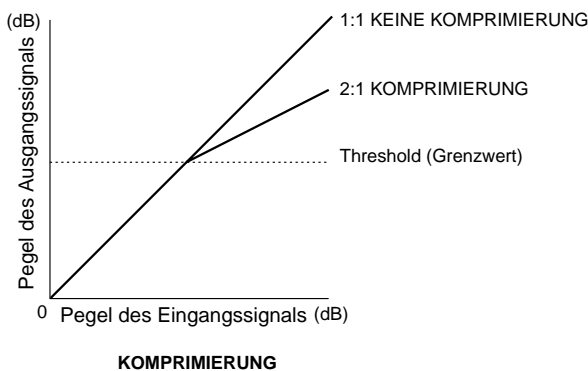 (dB)
1:1 KEINE KOMPRIMIERUNG
2:1 KOMPRIMIERUNG
Threshold (Grenzwert)
Pegel des Ausgangssignals
0
Pegel des Eingangssignals (dB)
KOMPRIMIERUNG